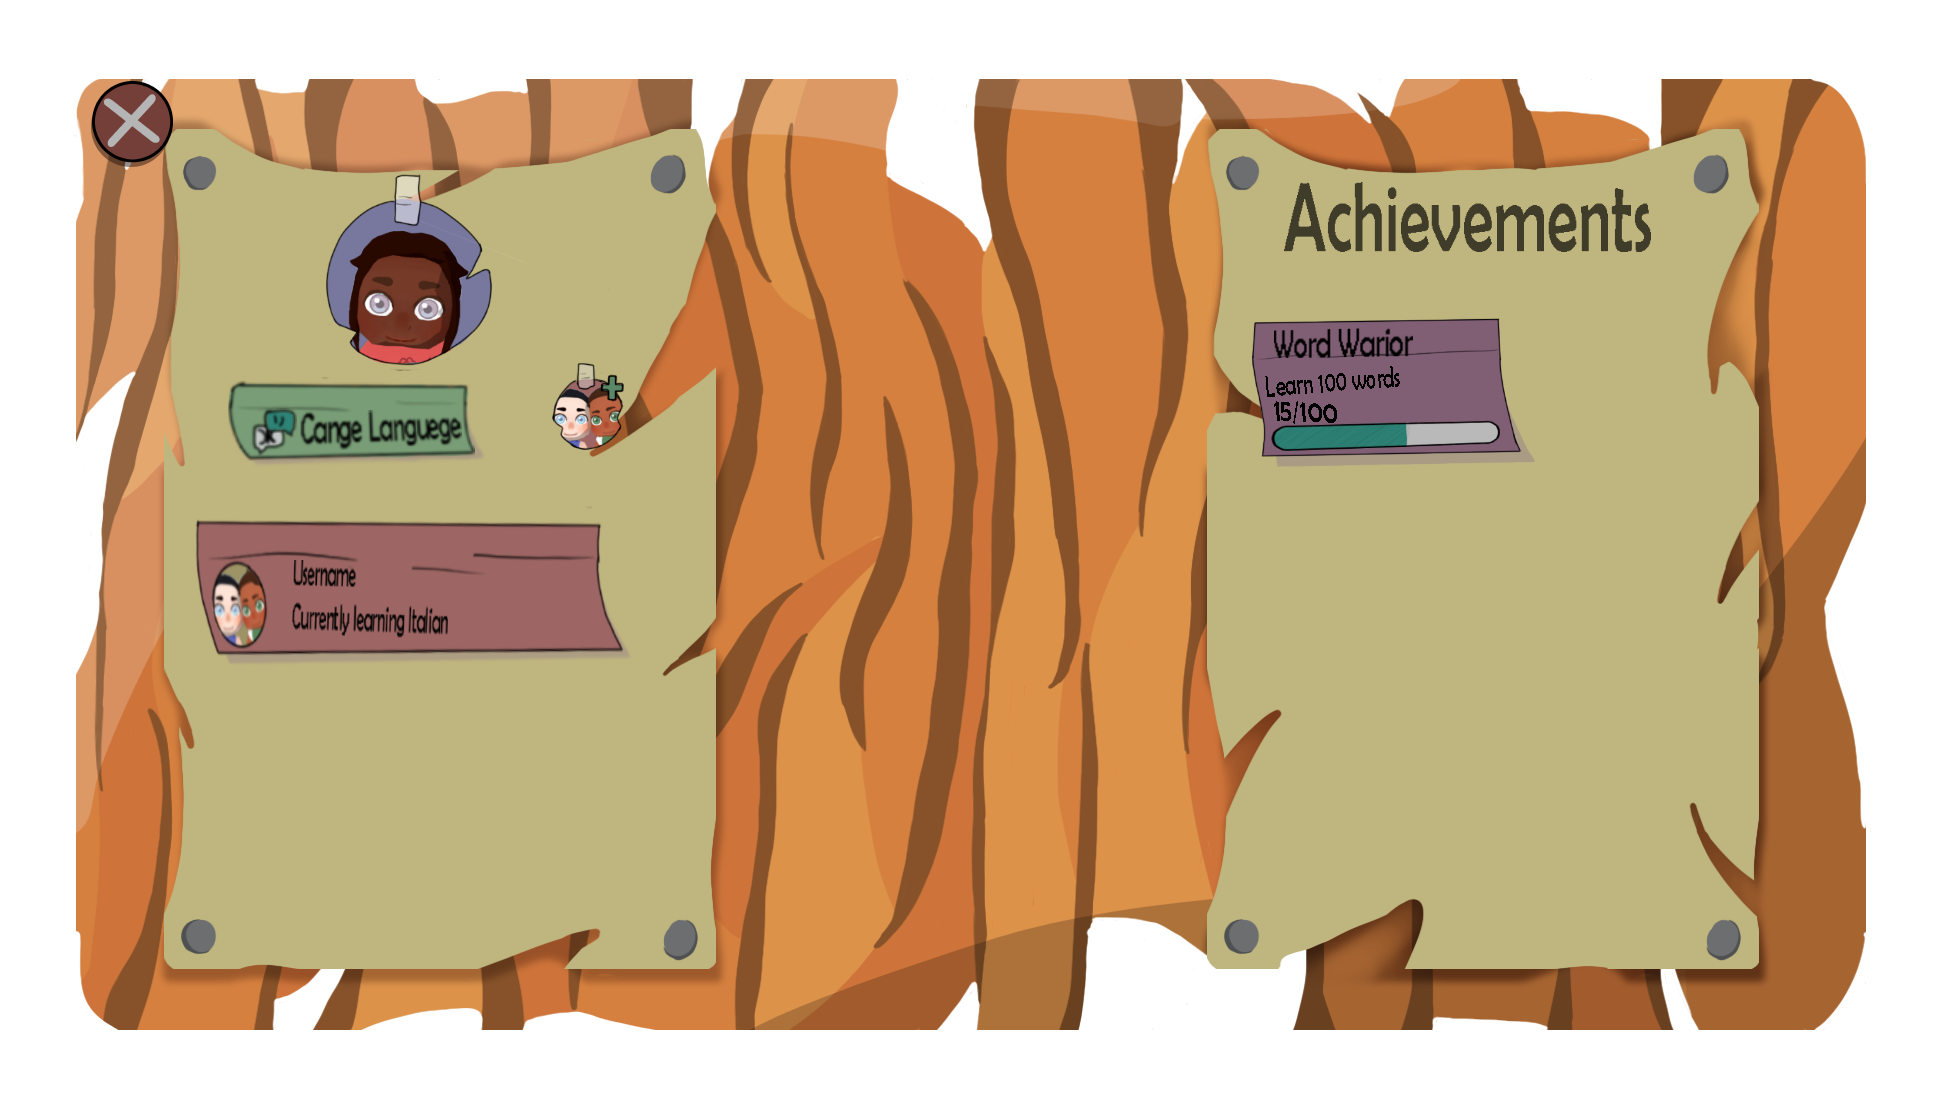 Cange Languege
Username
Currently learning Italian
Achievements
Word Warior
Learn 100 words
15/100